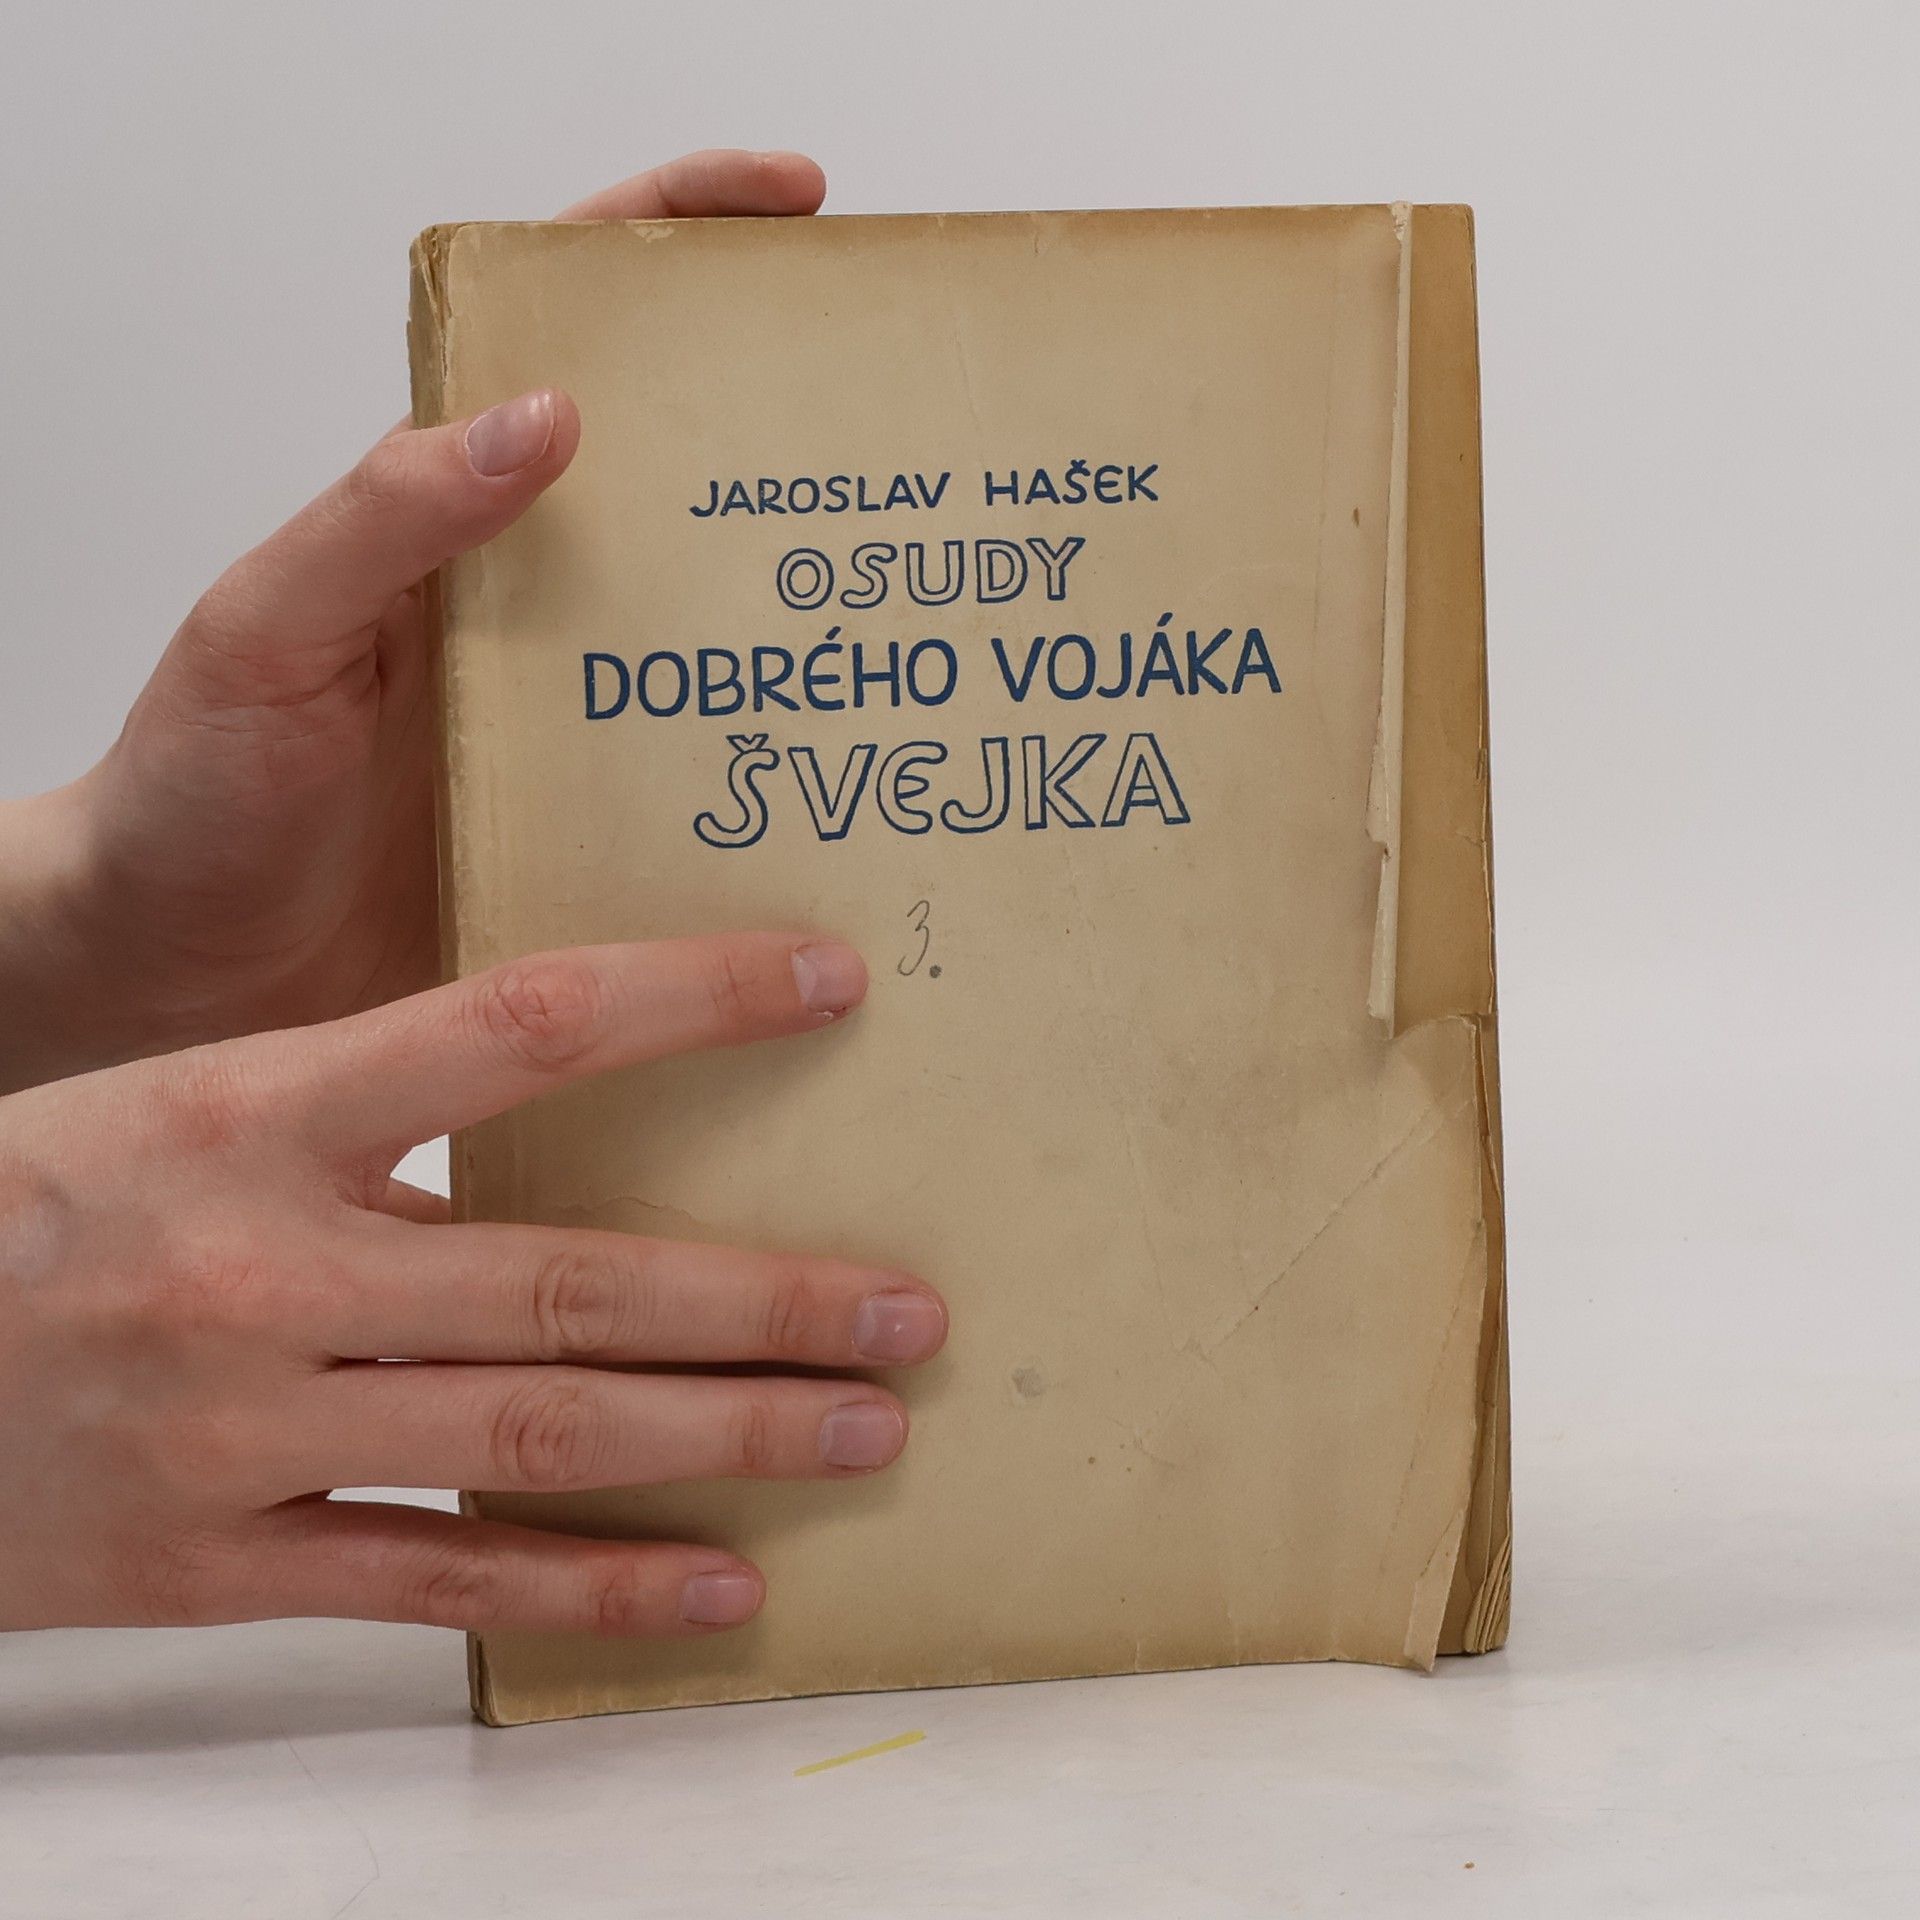 JAROSLAV HAŠEK
OSUDY
DOBRÉHO VOJÁKA
ŠVEJKA
3.